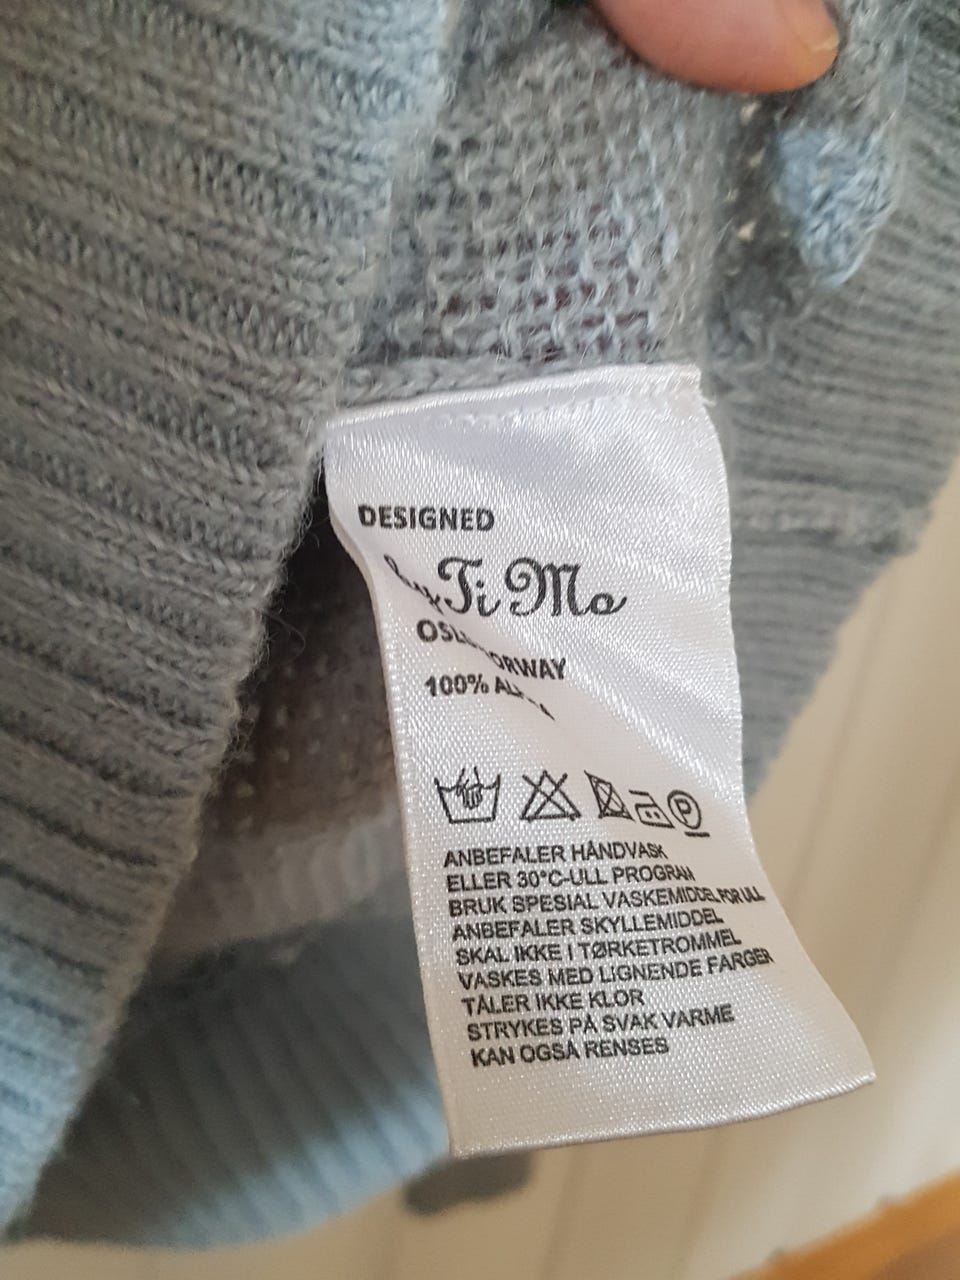 DESIGNED
by Ti Mo
100%
ANBEFALER HÅNDVASK
ELLER 30°C-ULL PROGRAM
BRUK SPESIAL VASKEMIDDEL FOR ULL
ANBEFALER SKYLLEMIDDEL
SKAL IKKE I TØRKETROMMEL
VASKES MED LIGNENDE FARGER
TÅLER IKKE KLOR
STRYKES PÅ SVAK VARME
KAN OGSÅ RENSES